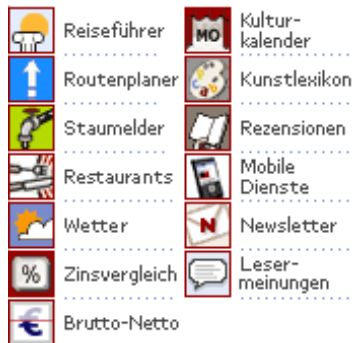 Reiseführer
Routenplaner
Staumelder
Restaurants
Wetter
%
Zinsvergleich
€
Brutto-Netto
MO
Kultur-
kalender
Kunstlexikon
Rezensionen
Mobile
Dienste
N
Newsletter
Leser-
meinungen